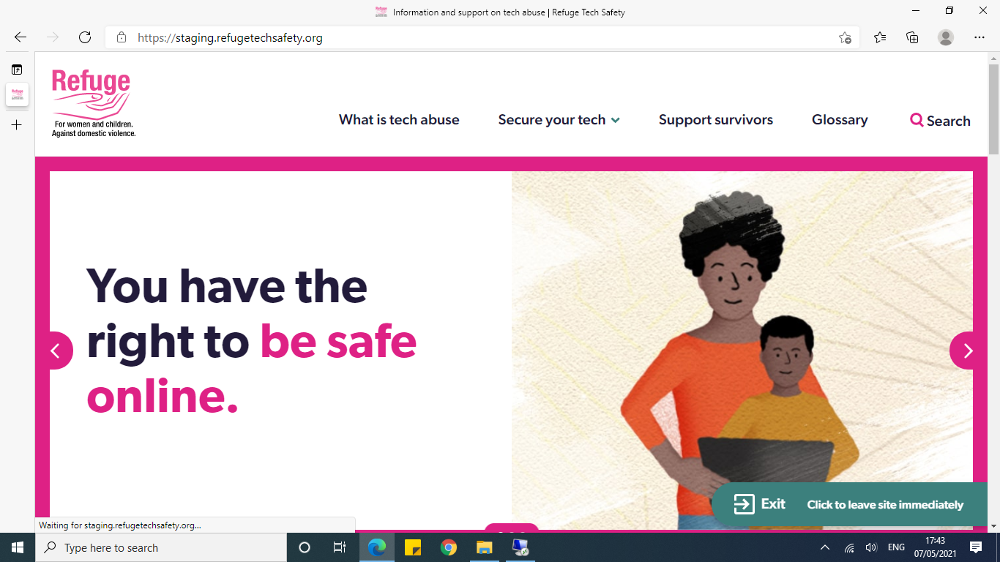 Information and support on tech abuse | Refuge Tech Safety
https://staging.refugetechsafety.org
Refuge
For women and children.
Against domestic violence.
What is tech abuse
Secure your tech
Support survivors
Glossary
Search
You have the
right to be safe
online.
Exit
Click to leave site immediately
Waiting for staging.refugetechsafety.org...
Type here to search
ENG
17:43
07/05/2021